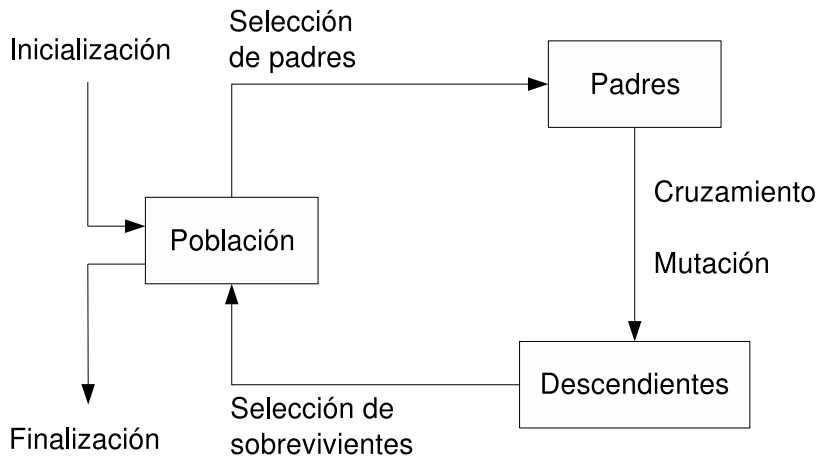 Inicialización
Selección
de padres
Padres
Cruzamiento
Población
Mutación
Descendientes
Selección de
sobrevivientes
Finalización